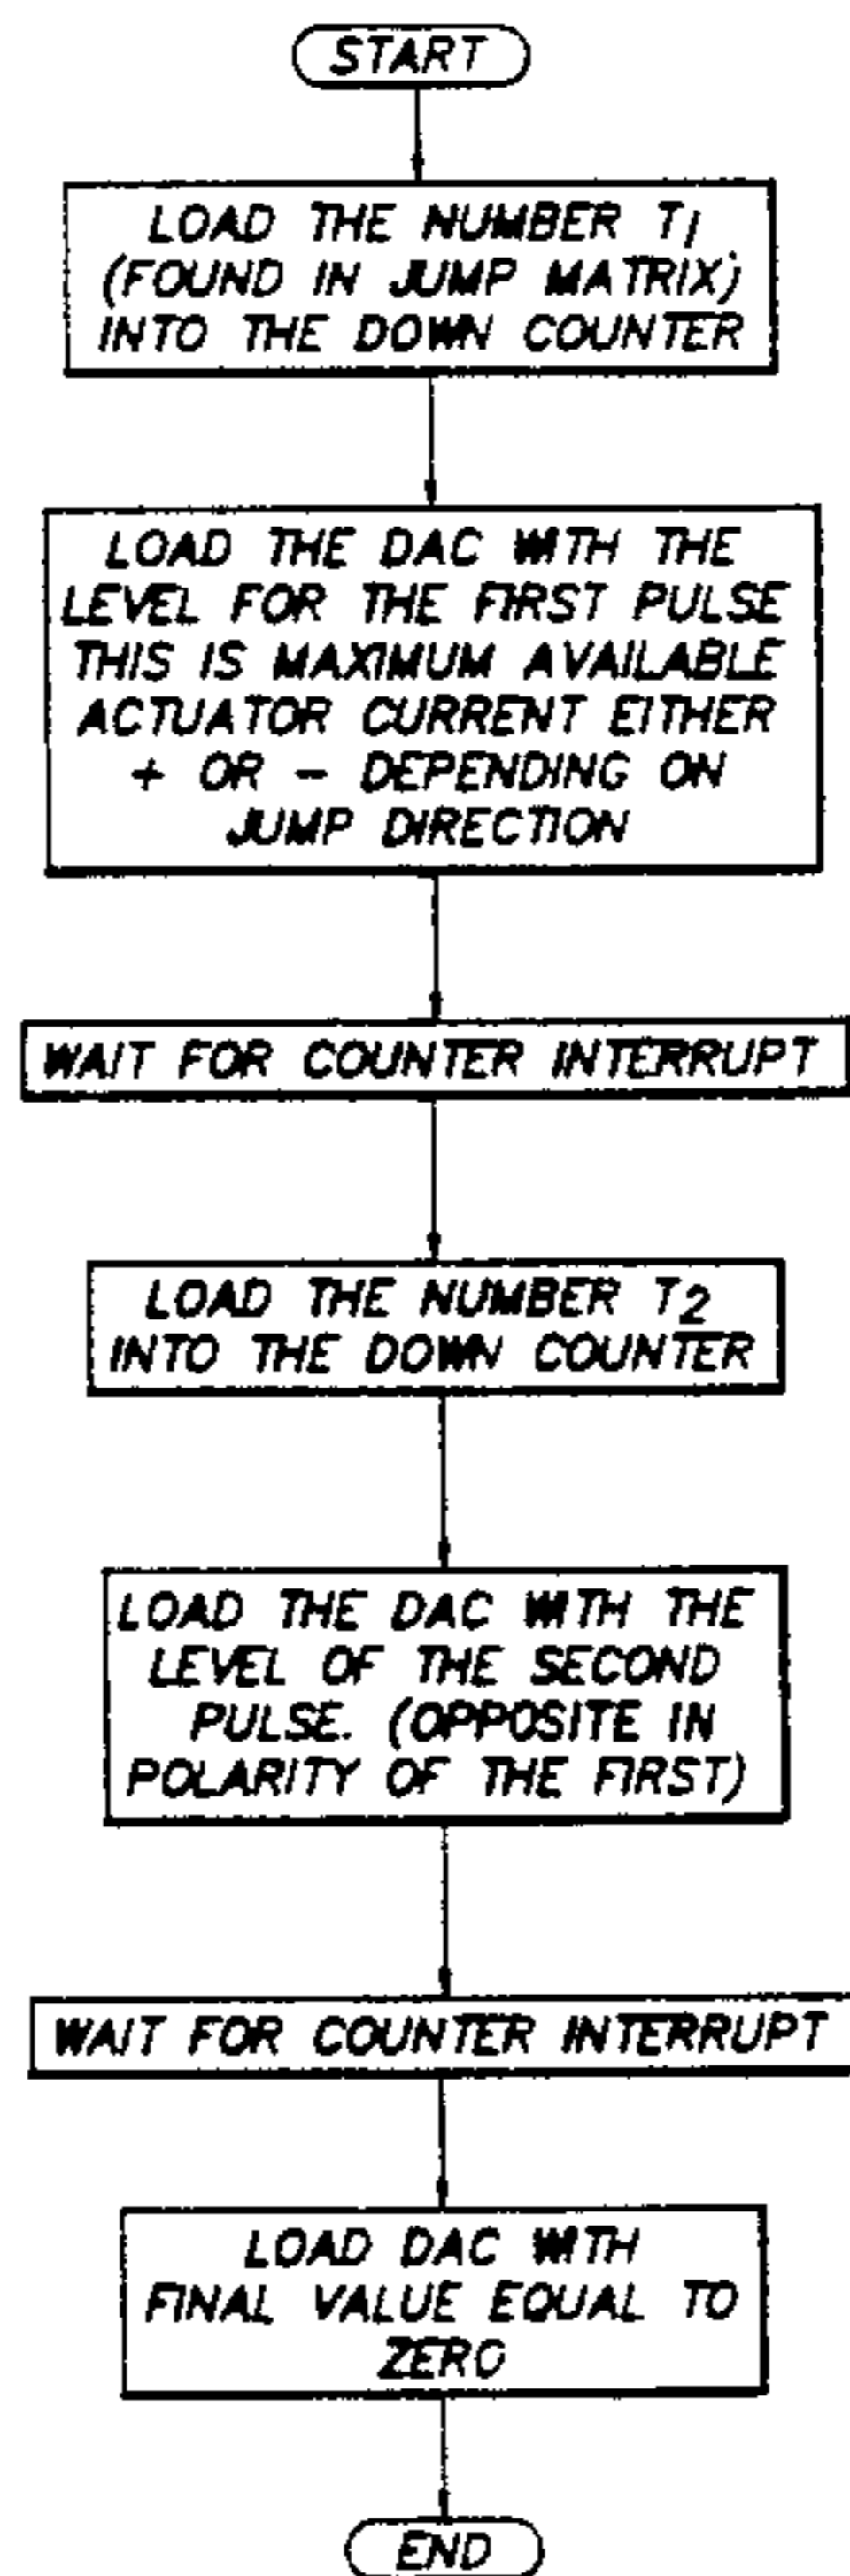 START
LOAD THE NUMBER T1
(FOUND IN JUMP MATRIX)
INTO THE DOWN COUNTER
LOAD THE DAC WITH THE
LEVEL FOR THE FIRST PULSE
THIS IS MAXIMUM AVAILABLE
ACTUATOR CURRENT EITHER
+ OR - DEPENDING ON
JUMP DIRECTION
WAIT FOR COUNTER INTERRUPT
LOAD THE NUMBER T2
INTO THE DOWN COUNTER
LOAD THE DAC WITH THE
LEVEL OF THE SECOND
PULSE. (OPPOSITE IN
POLARITY OF THE FIRST)
WAIT FOR COUNTER INTERRUPT
LOAD DAC WITH
FINAL VALUE EQUAL TO
ZERO
END